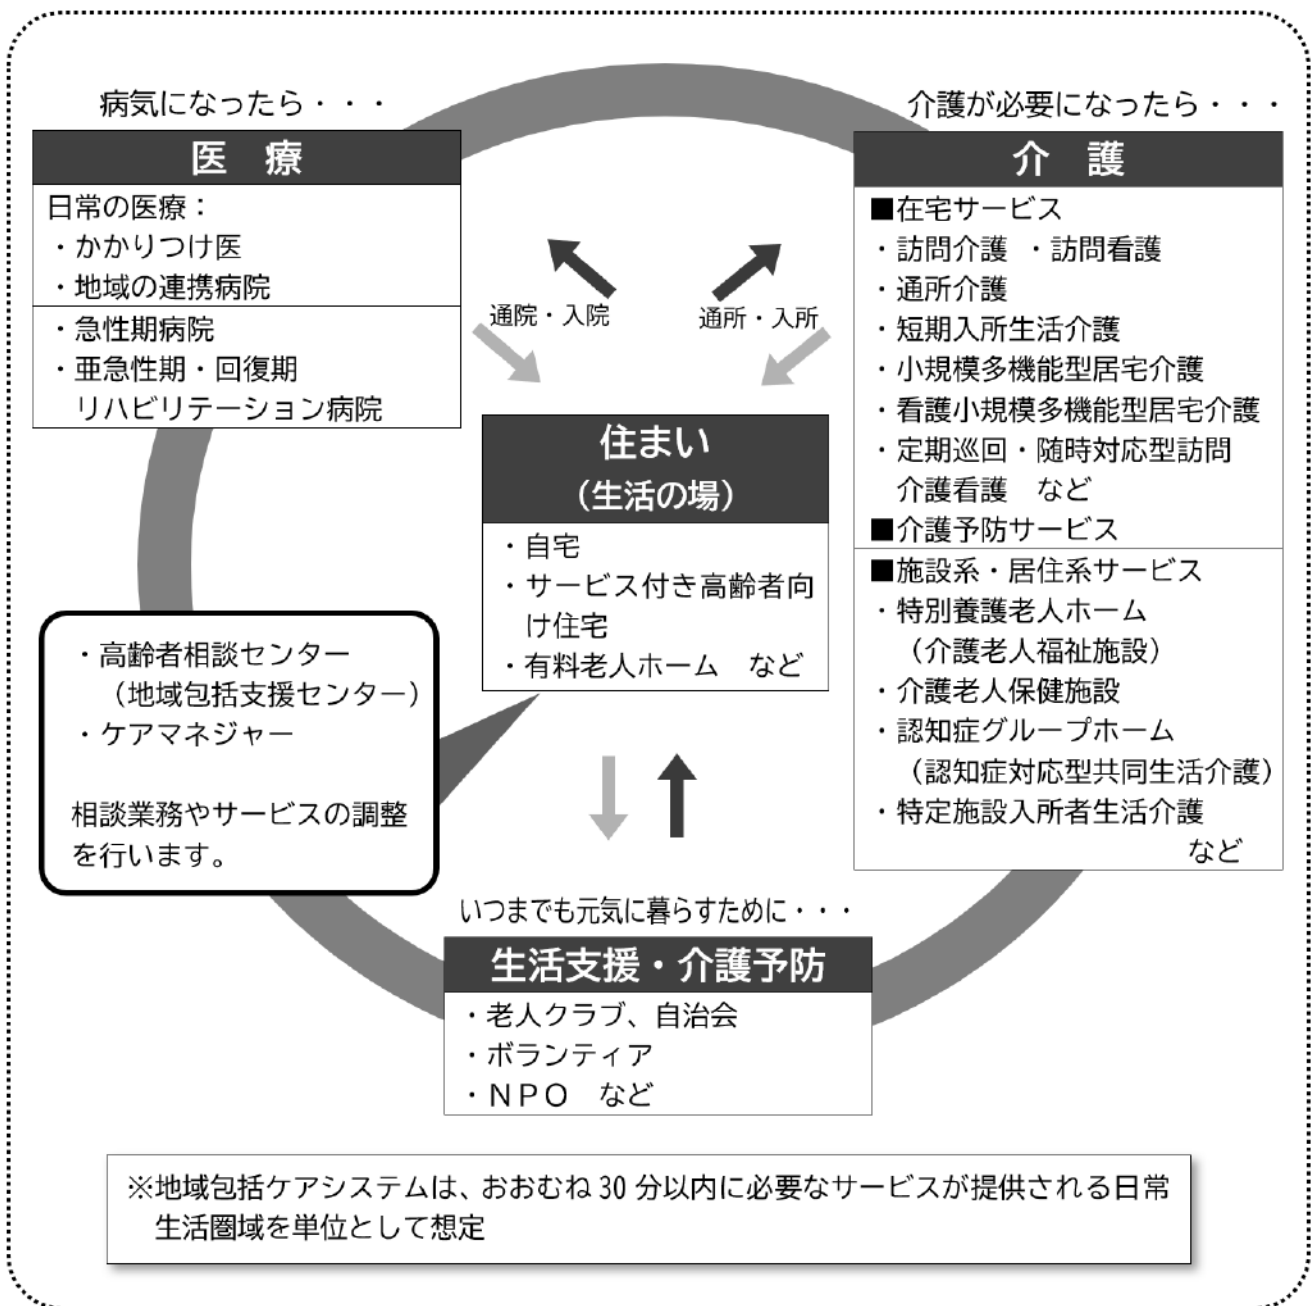 病気になったら・・・
医 療
日常の医療：
・かかりつけ医
・地域の連携病院
・急性期病院
・亜急性期・回復期
リハビリテーション病院
介護が必要になったら・・・
介 護
■在宅サービス
・訪問介護 ・訪問看護
・通所介護
・短期入所生活介護
・小規模多機能型居宅介護
・看護小規模多機能型居宅介護
・定期巡回・随時対応型訪問
介護看護 など
■介護予防サービス
■施設系・居住系サービス
・特別養護老人ホーム
（介護老人福祉施設）
・介護老人保健施設
・認知症グループホーム
（認知症対応型共同生活介護）
・特定施設入所者生活介護
など
通院・入院
通所・入所
住まい
（生活の場）
・自宅
・サービス付き高齢者向
け住宅
・有料老人ホーム など
・高齢者相談センター
（地域包括支援センター）
・ケアマネジャー
相談業務やサービスの調整
を行います。
いつまでも元気に暮らすために・・・
生活支援・介護予防
・老人クラブ、自治会
・ボランティア
・ＮＰＯ など
※地域包括ケアシステムは、おおむね 30 分以内に必要なサービスが提供される日常
生活圏域を単位として想定